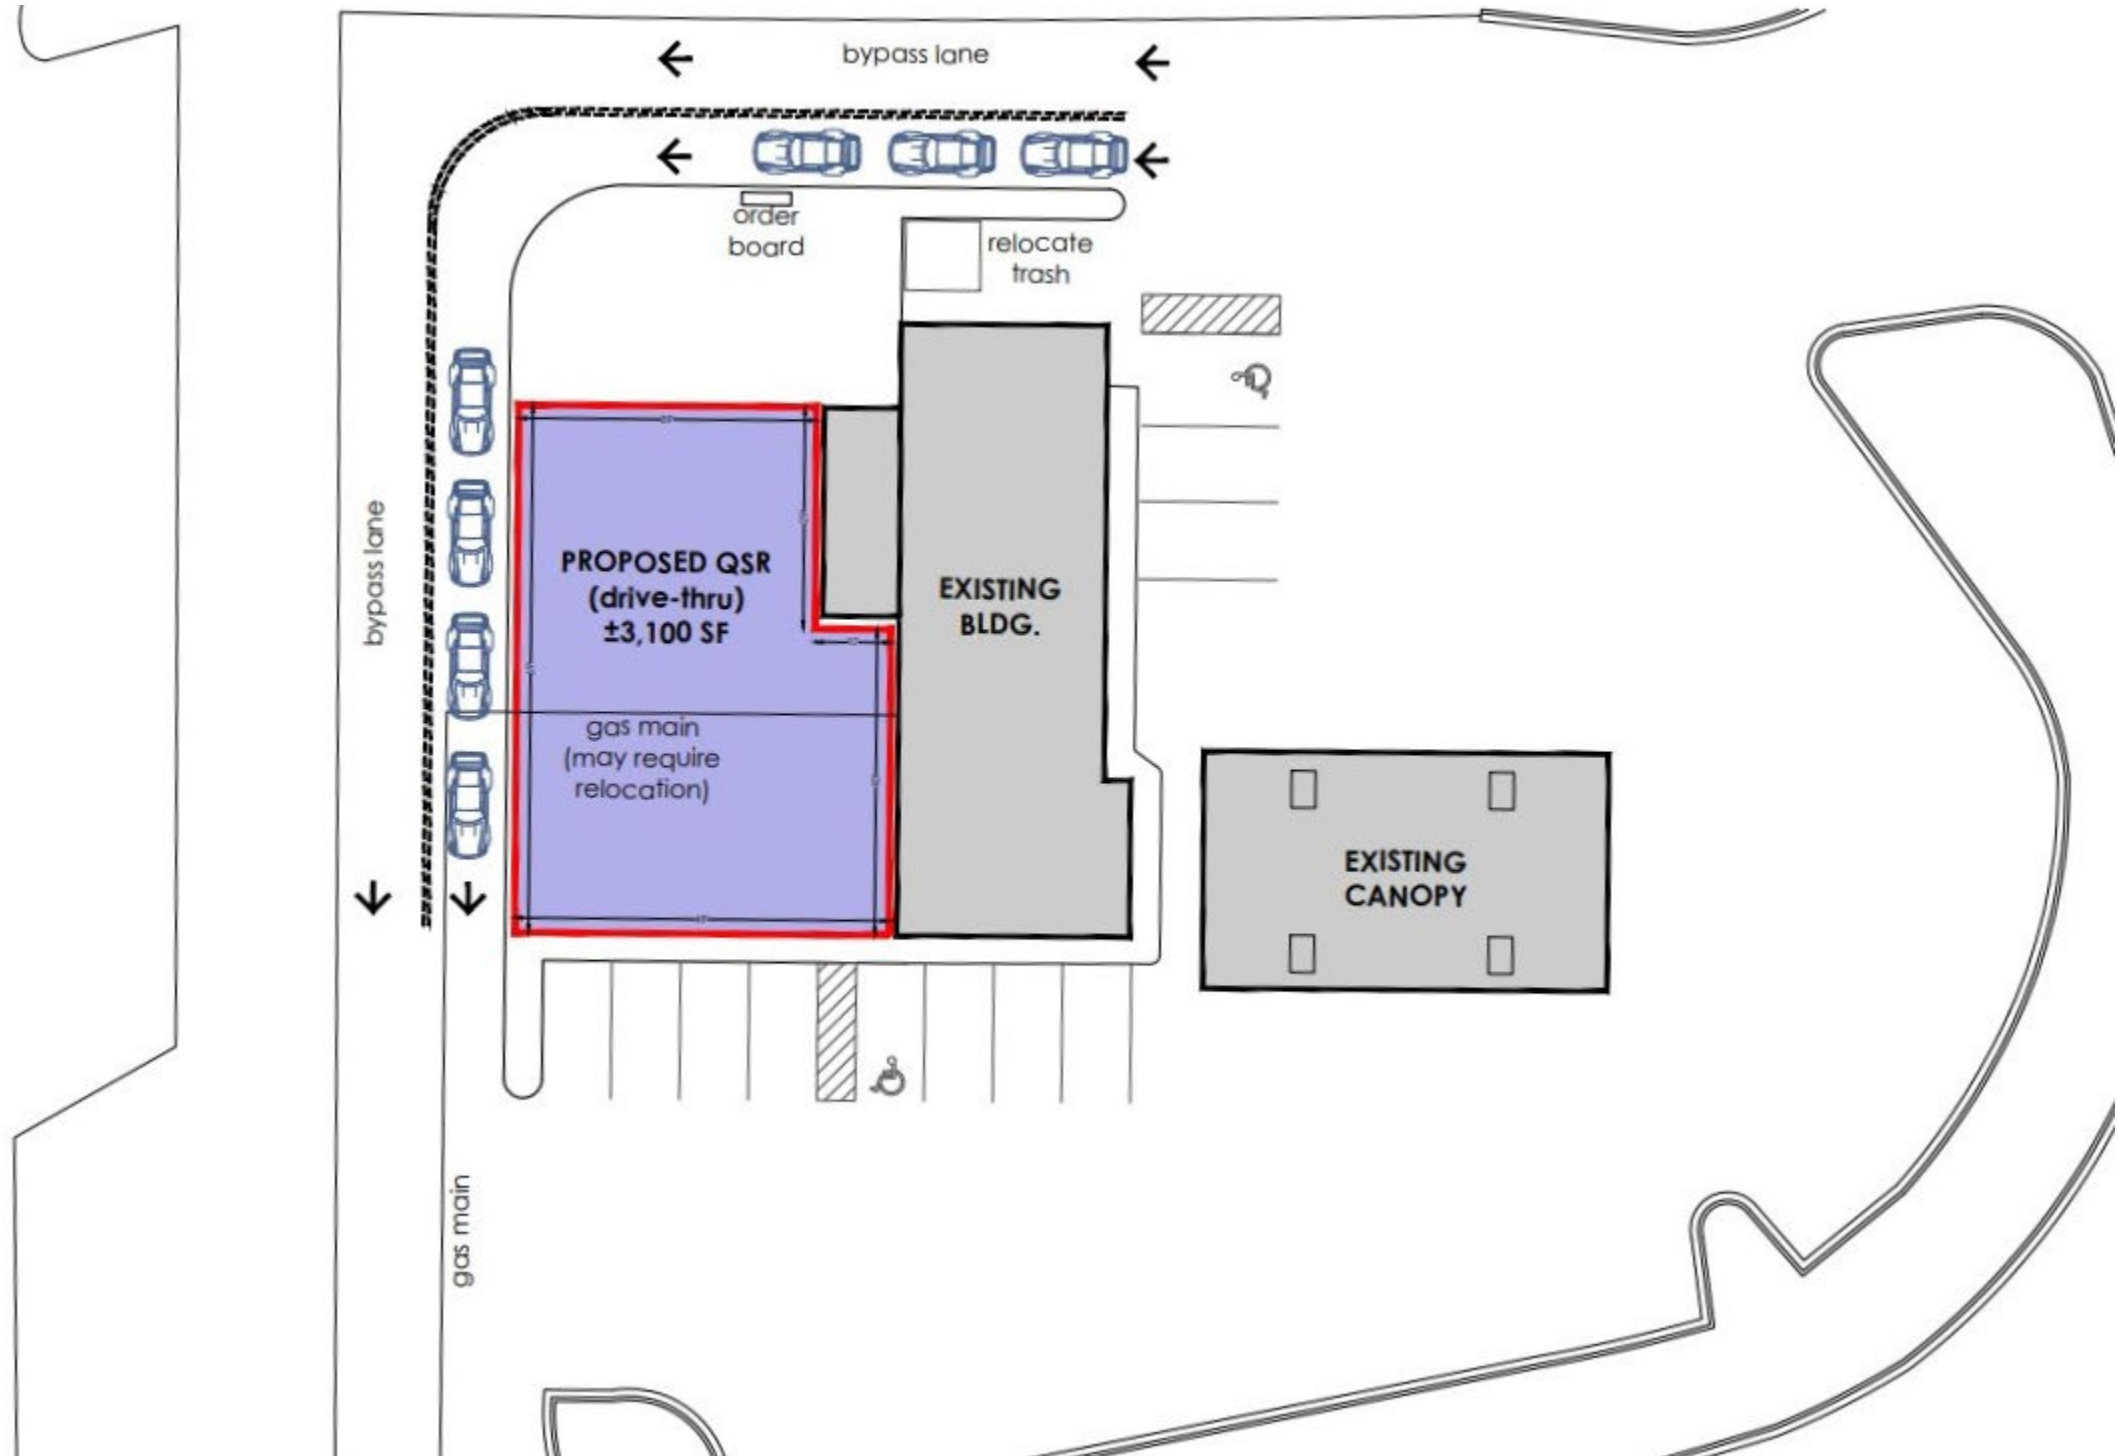 bypass lane
order
board
relocate
trash
bypass lane
PROPOSED QSR
(drive-thru)
±3,100 SF
EXISTING
BLDG.
gas main
(may require
relocation)
EXISTING
CANOPY
gas main